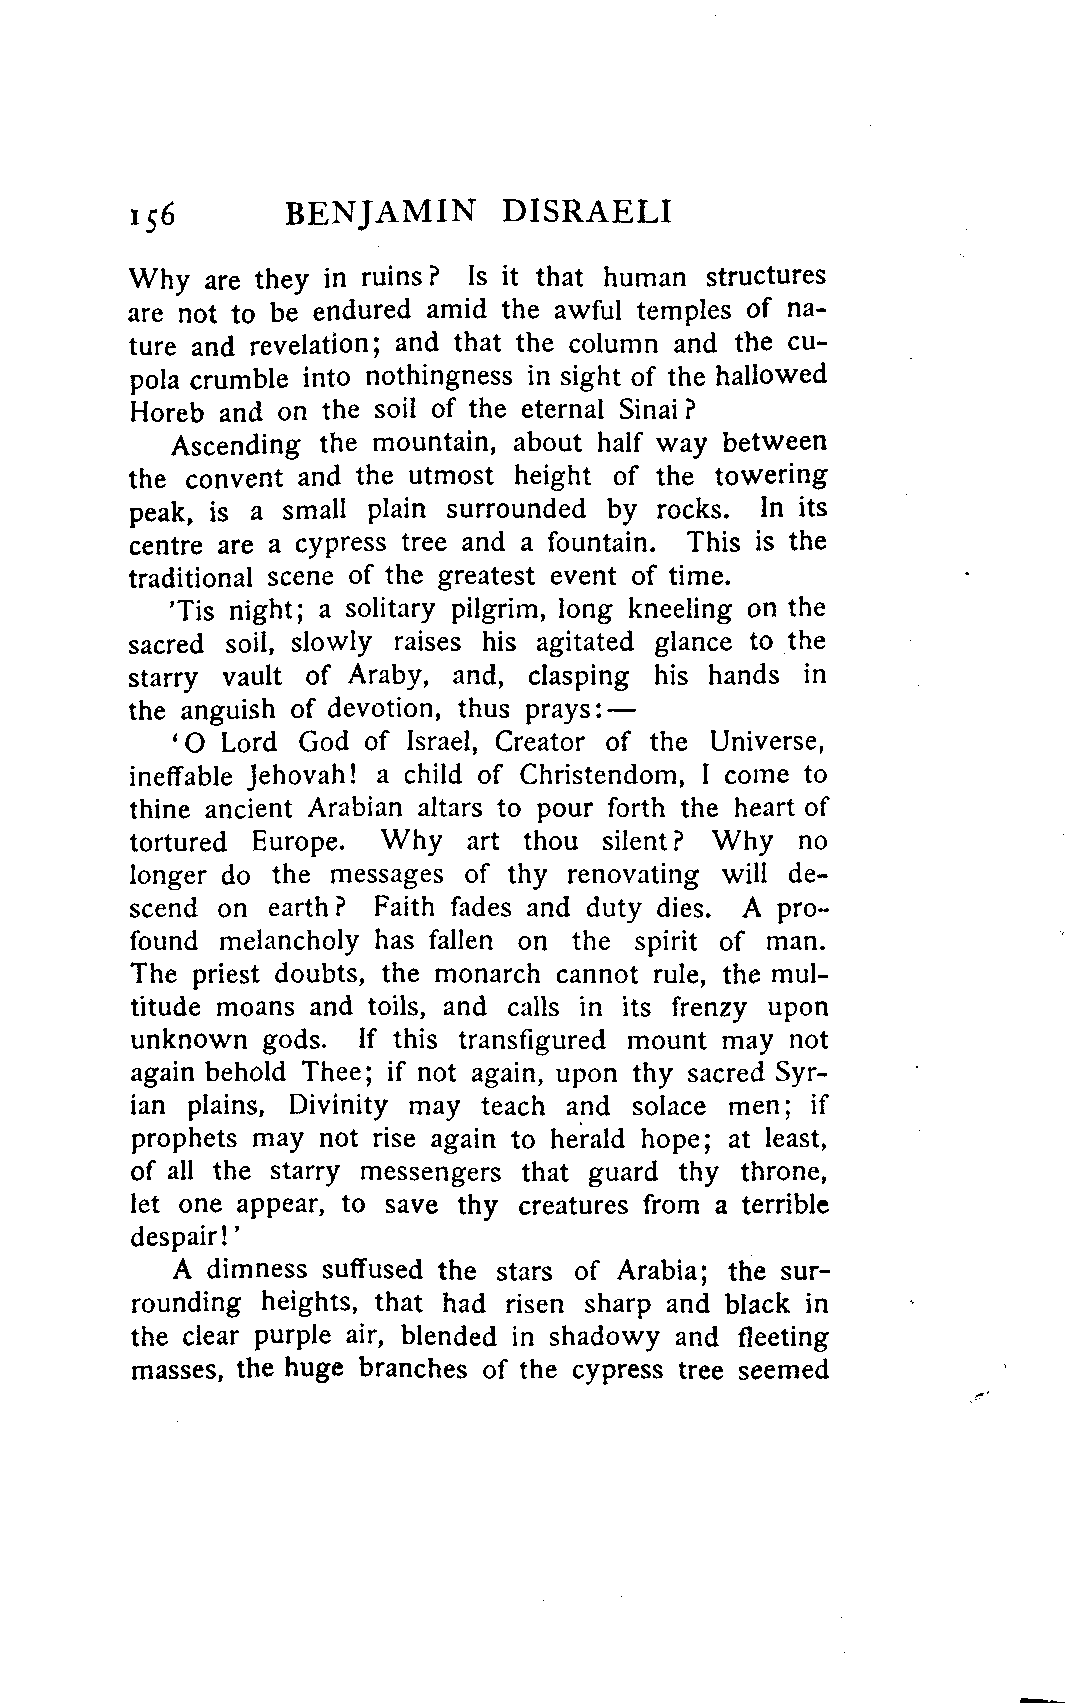 156 BENJAMIN DISRAELI
Why are they in ruins? Is it that human structures
are not to be endured amid the awful temples of na-
ture and revelation; and that the column and the cu-
pola crumble into nothingness in sight of the hallowed
Horeb and on the soil of the eternal Sinai?
Ascending the mountain, about half way between
the convent and the utmost height of the towering
peak, is a small plain surrounded by rocks. In its
centre are a cypress tree and a fountain. This is the
traditional scene of the greatest event of time.
'Tis night; a solitary pilgrim, long kneeling on the
sacred soil, slowly raises his agitated glance to the
starry vault of Araby, and, clasping his hands in
the anguish of devotion, thus prays:—
'O Lord God of Israel, Creator of the Universe,
ineffable Jehovah! a child of Christendom, I come to
thine ancient Arabian altars to pour forth the heart of
tortured Europe. Why art thou silent? Why no
longer do the messages of thy renovating will de-
scend on earth? Faith fades and duty dies. A pro-
found melancholy has fallen on the spirit of man.
The priest doubts, the monarch cannot rule, the mul-
titude moans and toils, and calls in its frenzy upon
unknown gods. If this transfigured mount may not
again behold Thee; if not again, upon thy sacred Syr-
ian plains, Divinity may teach and solace men; if
prophets may not rise again to herald hope; at least,
of all the starry messengers that guard thy throne,
let one appear, to save thy creatures from a terrible
despair!'
A dimness suffused the stars of Arabia; the sur-
rounding heights, that had risen sharp and black in
the clear purple air, blended in shadowy and fleeting
masses, the huge branches of the cypress tree seemed